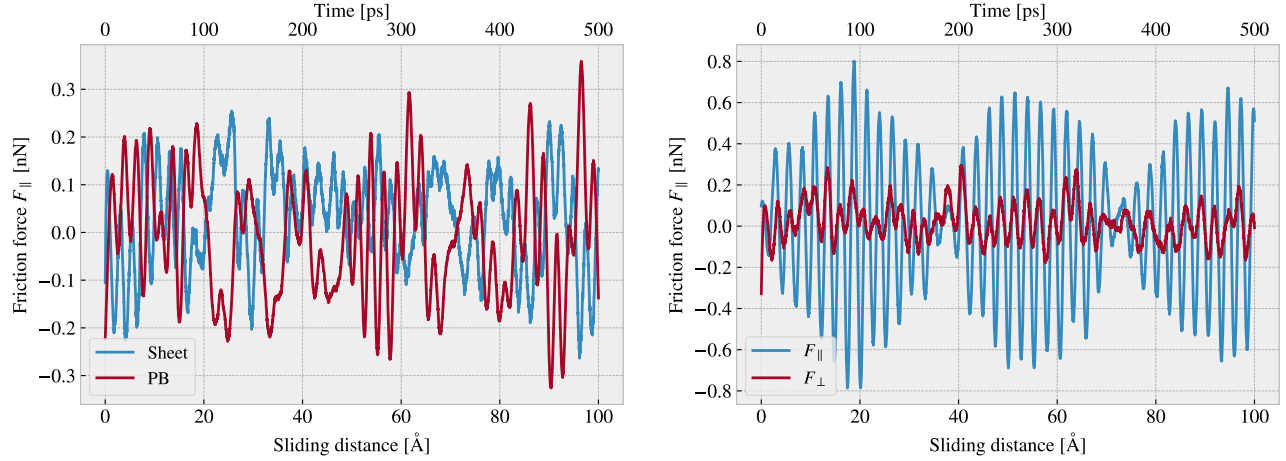 Time [ps]
0 100 200 300 400 500
Friction force F∥ [nN]
0.3
0.2
0.1
0.0
−0.1
−0.2
−0.3
Sheet
PB
0 20 40 60 80 100
Sliding distance [Å]
Time [ps]
0 100 200 300 400 500
Friction force F∥ [nN]
0.8
0.6
0.4
0.2
0.0
−0.2
−0.4
−0.6
−0.8
F∥
F⊥
0 20 40 60 80 100
Sliding distance [Å]